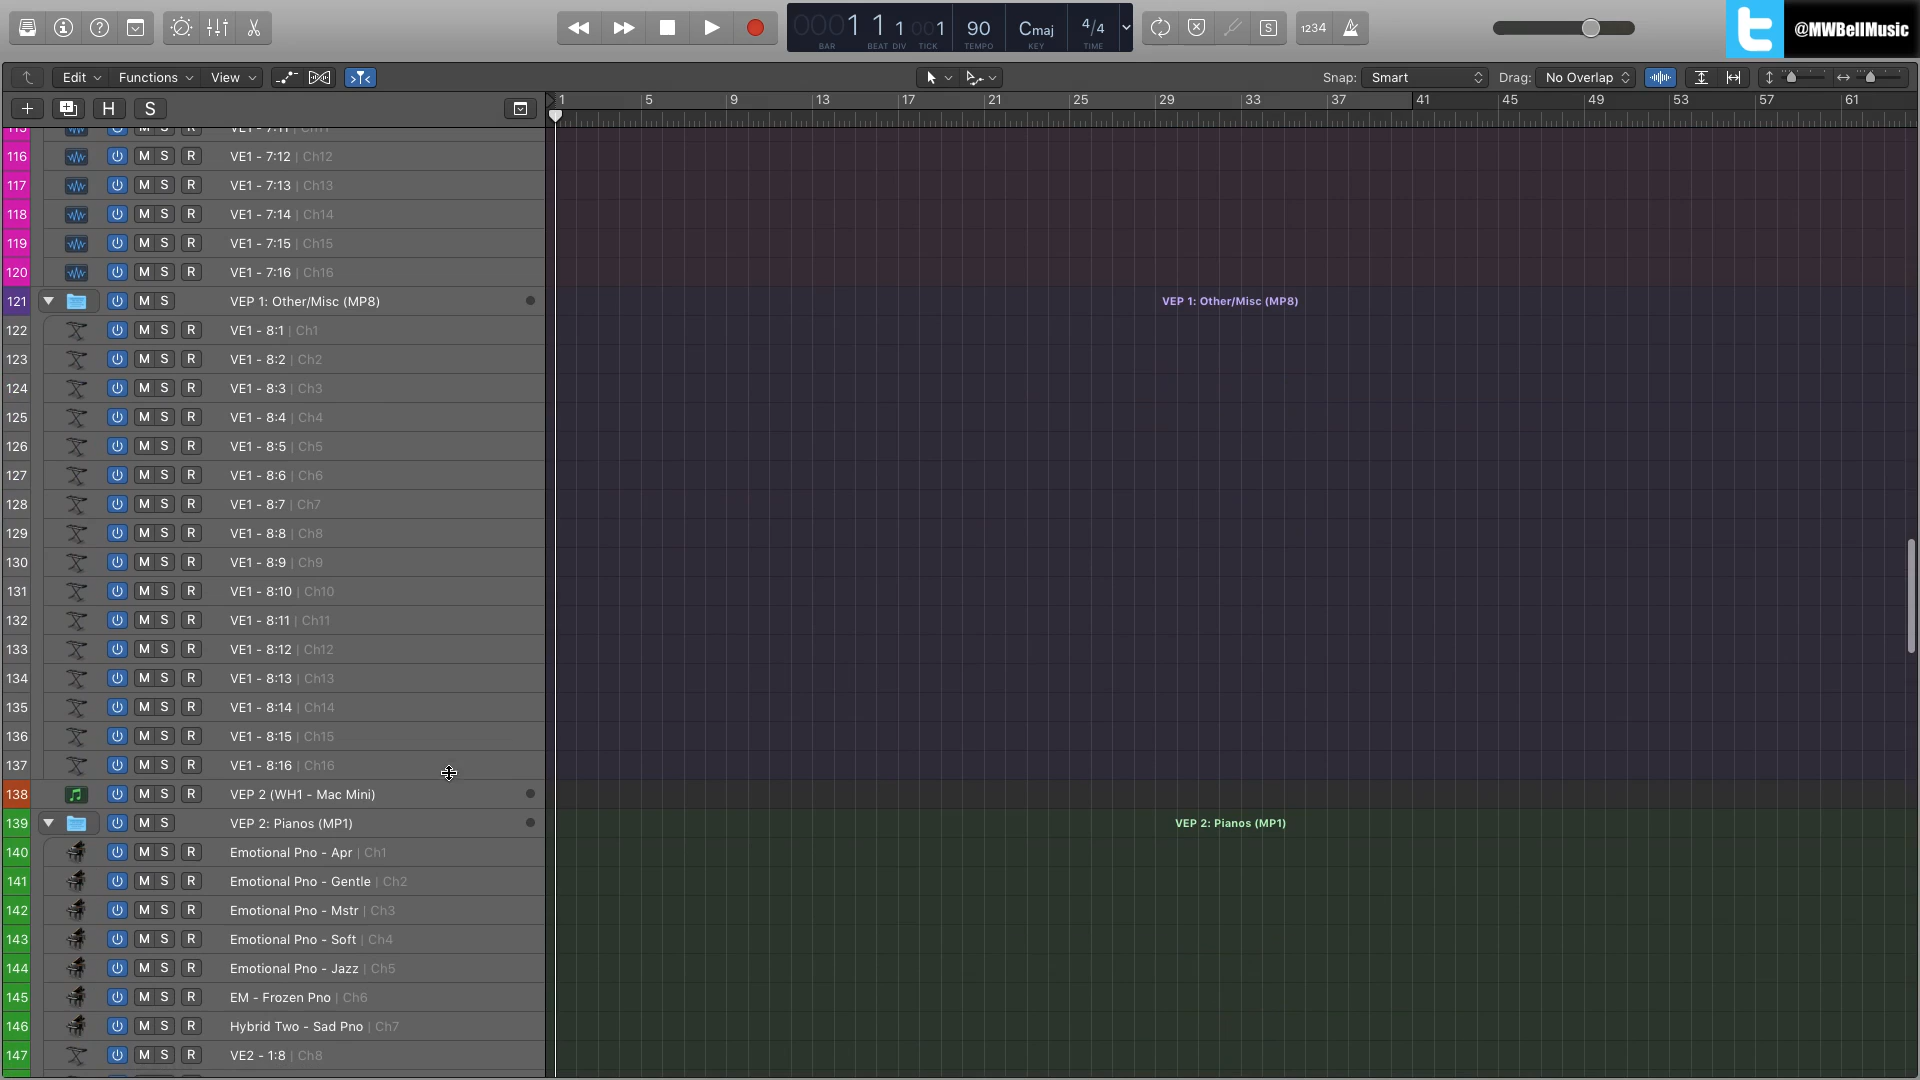 0001 1 1 001
BAR BEAT DIV TICK
90
TEMPO
Cmaj
KEY
4/4
TIME
S
1234
@MWBellMusic
Edit Functions View
Snap: Smart
Drag: No Overlap
H S
1 5 9 13 17 21 25 29 33 37 41 45 49 53 57 61
115 M S R VE1 - 7:11 | Ch11
116 M S R VE1 - 7:12 | Ch12
117 M S R VE1 - 7:13 | Ch13
118 M S R VE1 - 7:14 | Ch14
119 M S R VE1 - 7:15 | Ch15
120 M S R VE1 - 7:16 | Ch16
121 M S VEP 1: Other/Misc (MP8) VEP 1: Other/Misc (MP8)
122 M S R VE1 - 8:1 | Ch1
123 M S R VE1 - 8:2 | Ch2
124 M S R VE1 - 8:3 | Ch3
125 M S R VE1 - 8:4 | Ch4
126 M S R VE1 - 8:5 | Ch5
127 M S R VE1 - 8:6 | Ch6
128 M S R VE1 - 8:7 | Ch7
129 M S R VE1 - 8:8 | Ch8
130 M S R VE1 - 8:9 | Ch9
131 M S R VE1 - 8:10 | Ch10
132 M S R VE1 - 8:11 | Ch11
133 M S R VE1 - 8:12 | Ch12
134 M S R VE1 - 8:13 | Ch13
135 M S R VE1 - 8:14 | Ch14
136 M S R VE1 - 8:15 | Ch15
137 M S R VE1 - 8:16 | Ch16
138 M S R VEP 2 (WH1 - Mac Mini)
139 M S VEP 2: Pianos (MP1) VEP 2: Pianos (MP1)
140 M S R Emotional Pno - Apr | Ch1
141 M S R Emotional Pno - Gentle | Ch2
142 M S R Emotional Pno - Mstr | Ch3
143 M S R Emotional Pno - Soft | Ch4
144 M S R Emotional Pno - Jazz | Ch5
145 M S R EM - Frozen Pno | Ch6
146 M S R Hybrid Two - Sad Pno | Ch7
147 M S R VE2 - 1:8 | Ch8